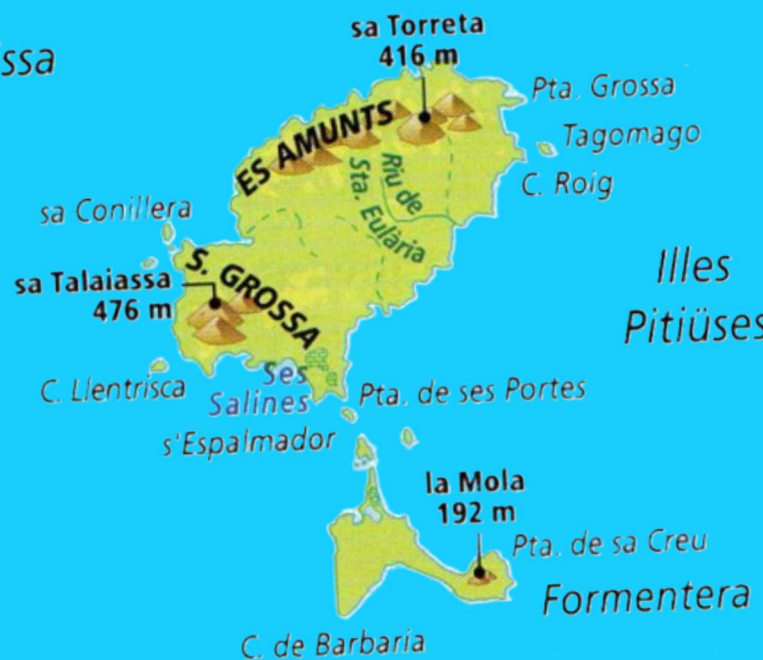 ssa
sa Torreta
416 m
Pta. Grossa
Tagomago
C. Roig
ES AMUNTS
Riu de
Sta. Eulària
sa Conillera
S. GROSSA
sa Talaiassa
476 m
Illes
Pitiüses
C. Llentrisca
Ses
Salines
Pta. de ses Portes
s'Espalmador
la Mola
192 m
Pta. de sa Creu
Formentera
C. de Barbaria